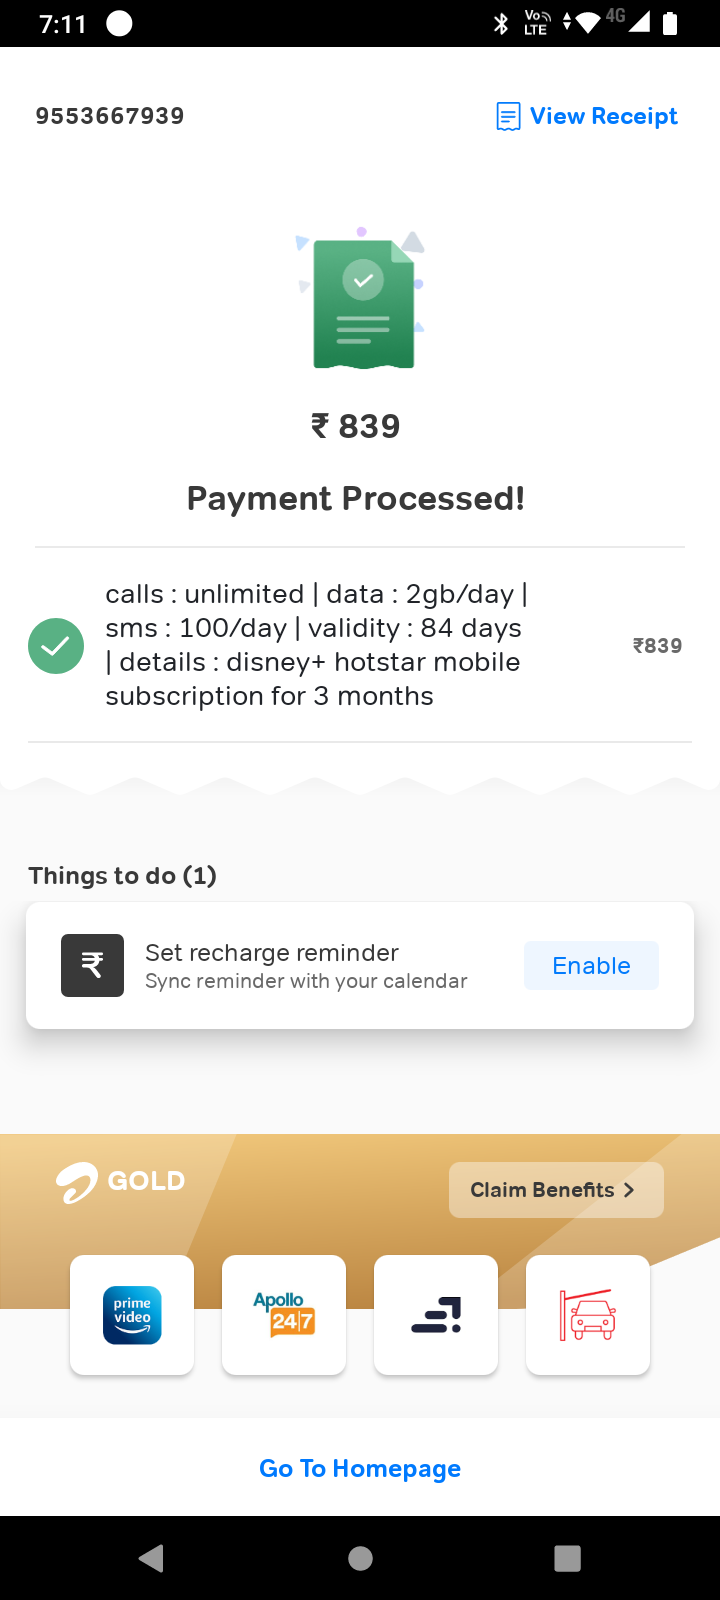 7:11
Vo LTE 4G
9553667939 View Receipt
₹ 839
Payment Processed!
calls : unlimited | data : 2gb/day |
sms : 100/day | validity : 84 days
| details : disney+ hotstar mobile
subscription for 3 months
₹839
Things to do (1)
₹
Set recharge reminder
Sync reminder with your calendar
Enable
GOLD
Claim Benefits
prime
video
Apollo
24|7
Go To Homepage